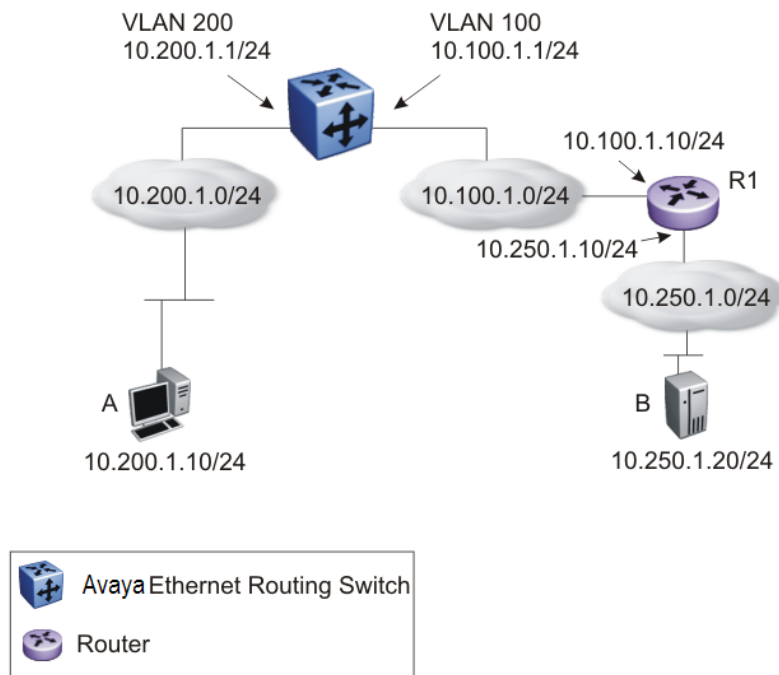 VLAN 200
10.200.1.1/24
VLAN 100
10.100.1.1/24
10.100.1.10/24
10.200.1.0/24
10.100.1.0/24
R1
10.250.1.10/24
10.250.1.0/24
A
B
10.200.1.10/24
10.250.1.20/24
Avaya Ethernet Routing Switch
Router